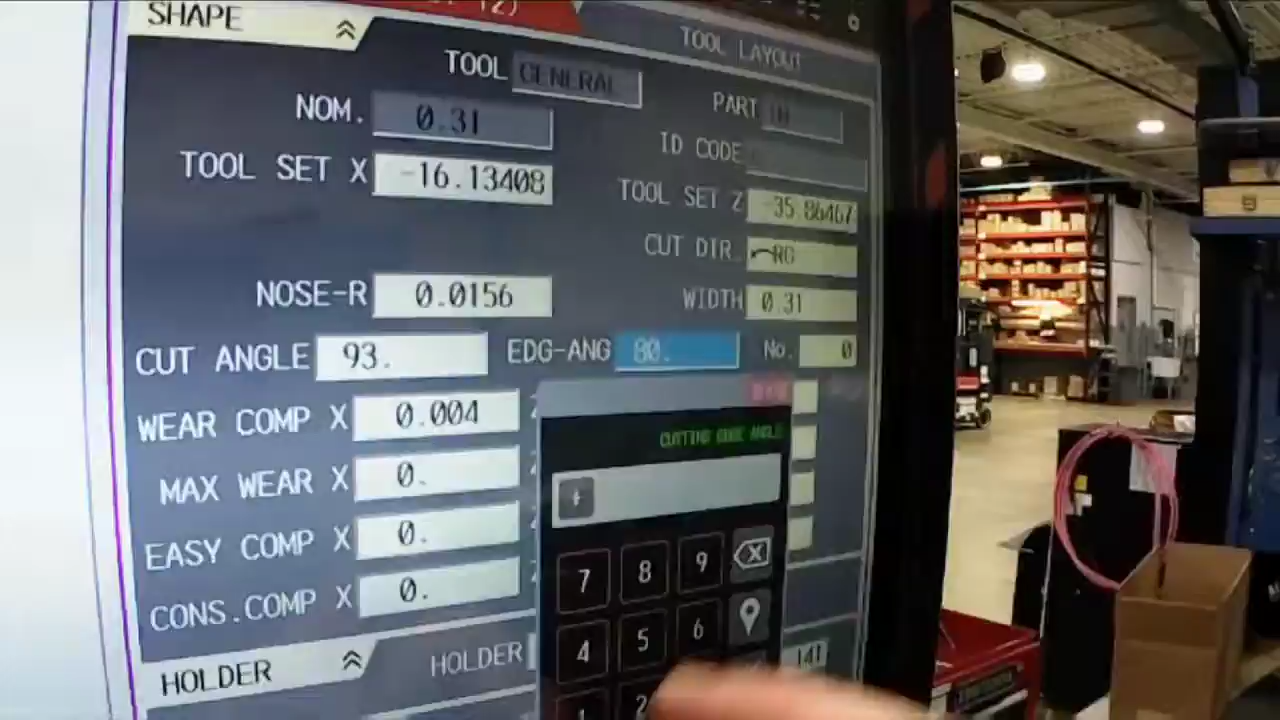 12)
SHAPE
TOOL LAYOUT
TOOL GENERAL
NOM. 0.31
PART
ID CODE
TOOL SET X -16.13408
TOOL SET Z -35.86467
CUT DIR.
NOSE-R 0.0156
WIDTH 0.31
CUT ANGLE 93.
EDG-ANG 80.
No. 0
WEAR COMP X 0.004
CUTTING EDGE ANGLE
MAX WEAR X 0.
EASY COMP X 0.
7 8 9
CONS.COMP X 0.
4 5 6
HOLDER
HOLDER
141
1 2